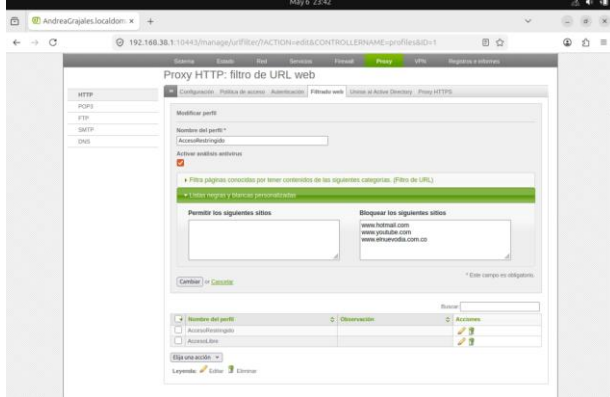 May 6 23:42
AndreaGrajales.localdom
192.168.38.1:10443/manage/urlfilter/?ACTION=edit&CONTROLLERNAME=profiles&ID=1
Sistema Estado Red Servicios Firewall Proxy VPN Registros e informes
Proxy HTTP: filtro de URL web
HTTP
POP3
FTP
SMTP
DNS
Configuración Política de acceso Autenticación Filtrado web Unirse al Active Directory Proxy HTTPS
Modificar perfil
Nombre del perfil *
AccesoRestringido
Activar análisis antivirus
Filtra páginas conocidas por tener contenidos de las siguientes categorías. (Filtro de URL)
Listas negras y blancas personalizadas
Permitir los siguientes sitios
Bloquear los siguientes sitios
www.hotmail.com
www.youtube.com
www.elnuevodia.com.co
Cambiar or Cancelar
* Este campo es obligatorio.
Buscar:
Nombre del perfil Observación Acciones
AccesoRestringido
AccesoLibre
Elija una acción
Leyenda: Editar Eliminar